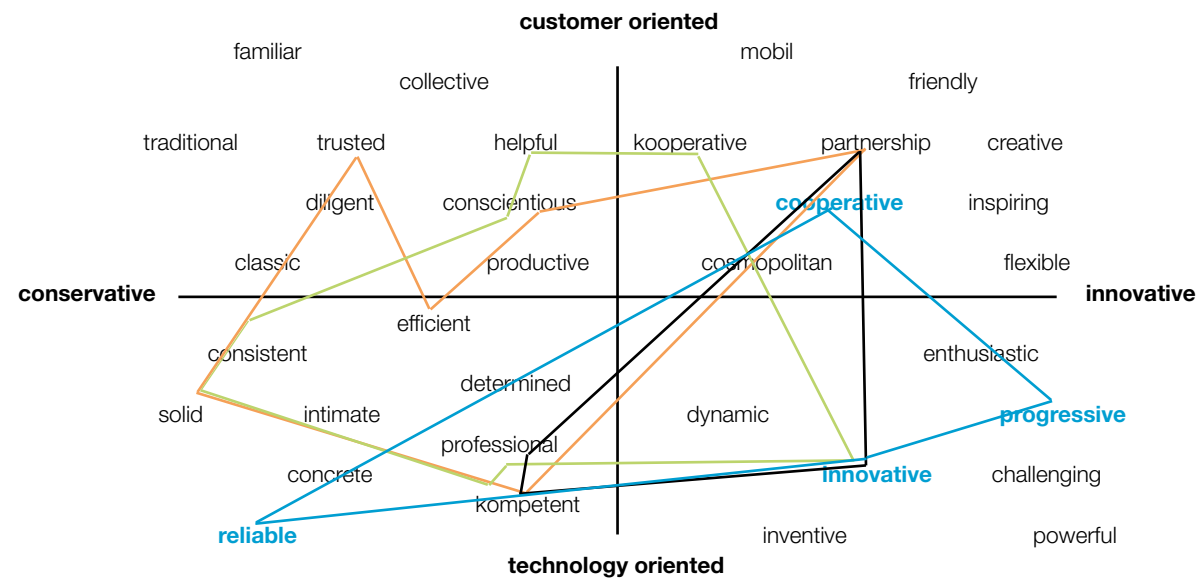 customer oriented
familiar mobil
collective friendly
traditional trusted helpful kooperative partnership creative
diligent conscientious cooperative inspiring
classic productive cosmopolitan flexible
conservative innovative
efficient
consistent enthusiastic
determined
solid intimate dynamic progressive
professional
concrete innovative challenging
kompetent
reliable inventive powerful
technology oriented